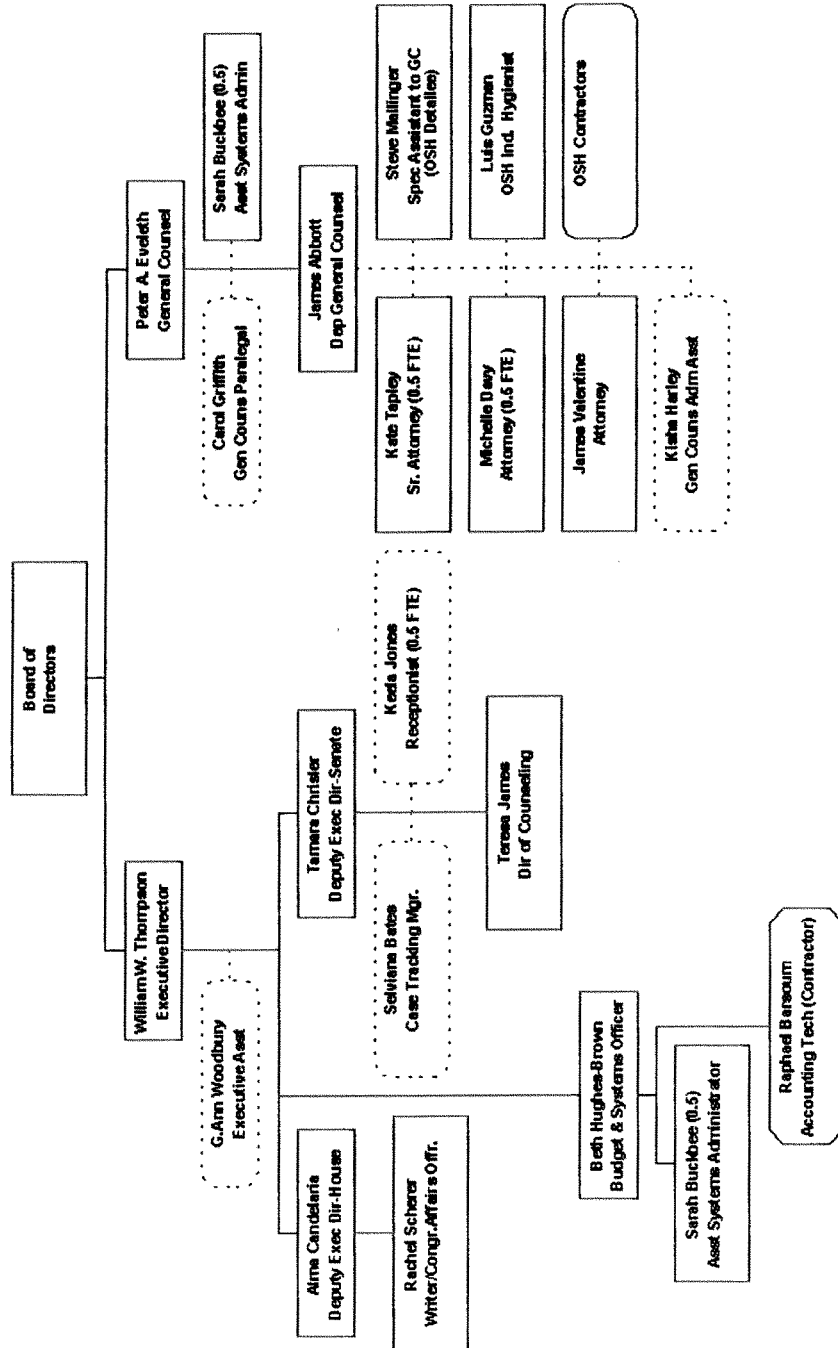 Board of
Directors
William W. Thompson
Executive Director
Peter A. Eveleth
General Counsel
G.Ann Woodbury
Executive Asst
Carol Griffith
Gen Couns Paralegal
Sarah Buckbee (0.5)
Asst Systems Admin
Alma Candelaria
Deputy Exec Dir-House
Tamara Chrisler
Deputy Exec Dir-Senate
James Abbott
Dep General Counsel
Rachel Scherer
Writer/Congr.Affairs Offr.
Selviana Bates
Case Tracking Mgr.
Keda Jones
Receptionist (0.5 FTE)
Kate Tapley
Sr. Attorney (0.5 FTE)
Steve Mallinger
Spec Assistant to GC
(OSH Detailee)
Teresa James
Dir of Counseling
Michelle Davy
Attorney (0.5 FTE)
Luis Guzman
OSH Ind. Hygienist
James Valentine
Attorney
OSH Contractors
Kisha Harley
Gen Couns Adm Asst
Beth Hughes-Brown
Budget & Systems Officer
Sarah Buckbee (0.5)
Asst Systems Administrator
Raphael Barsoum
Accounting Tech (Contractor)